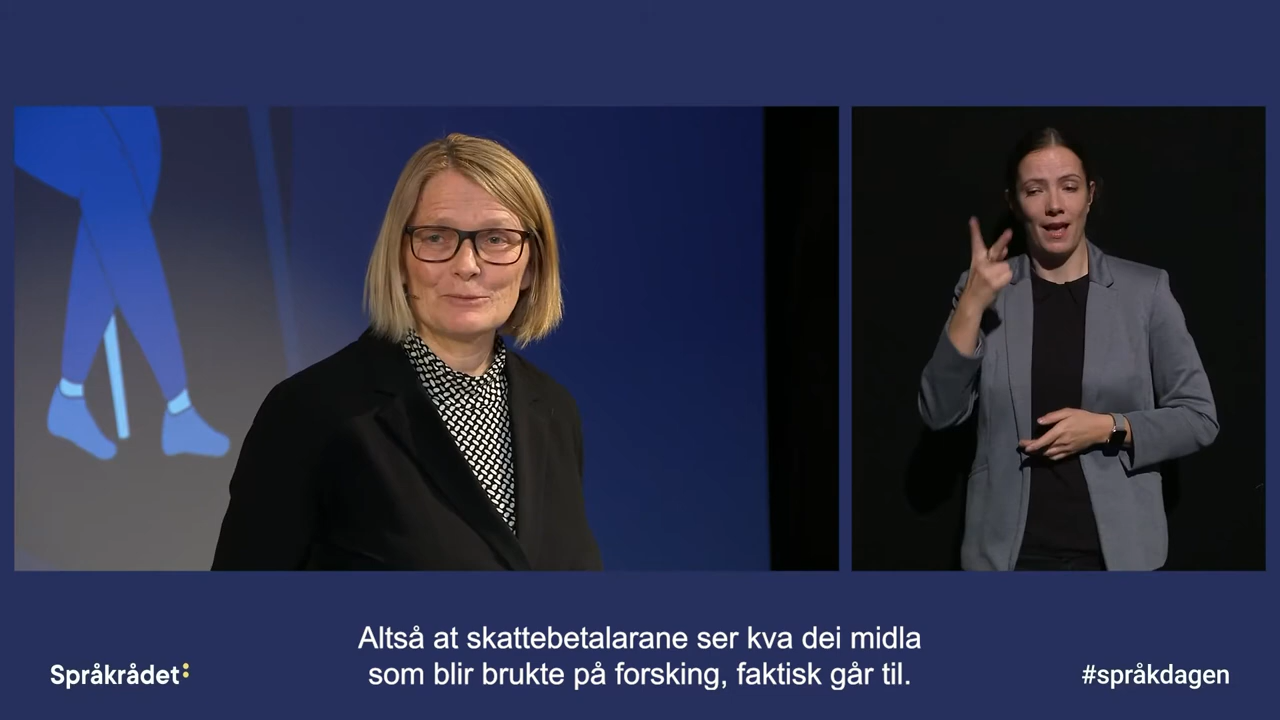 Altså at skattebetalarane ser kva dei midla
som blir brukte på forsking, faktisk går til.
Språkrådet:
#språkdagen